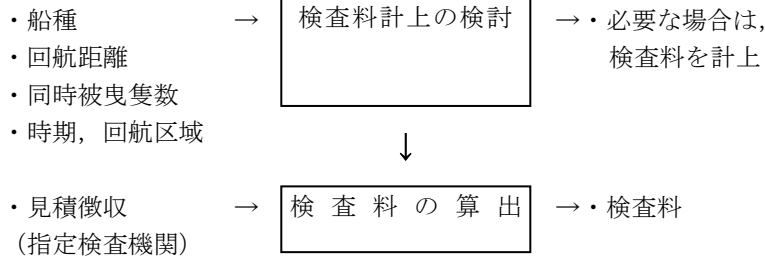 ・船種 → 検査料計上の検討 →・必要な場合は,
・回航距離 検査料を計上
・同時被曳隻数
・時期,回航区域
↓
・見積徴収 → 検査料の算出 →・検査料
(指定検査機関)